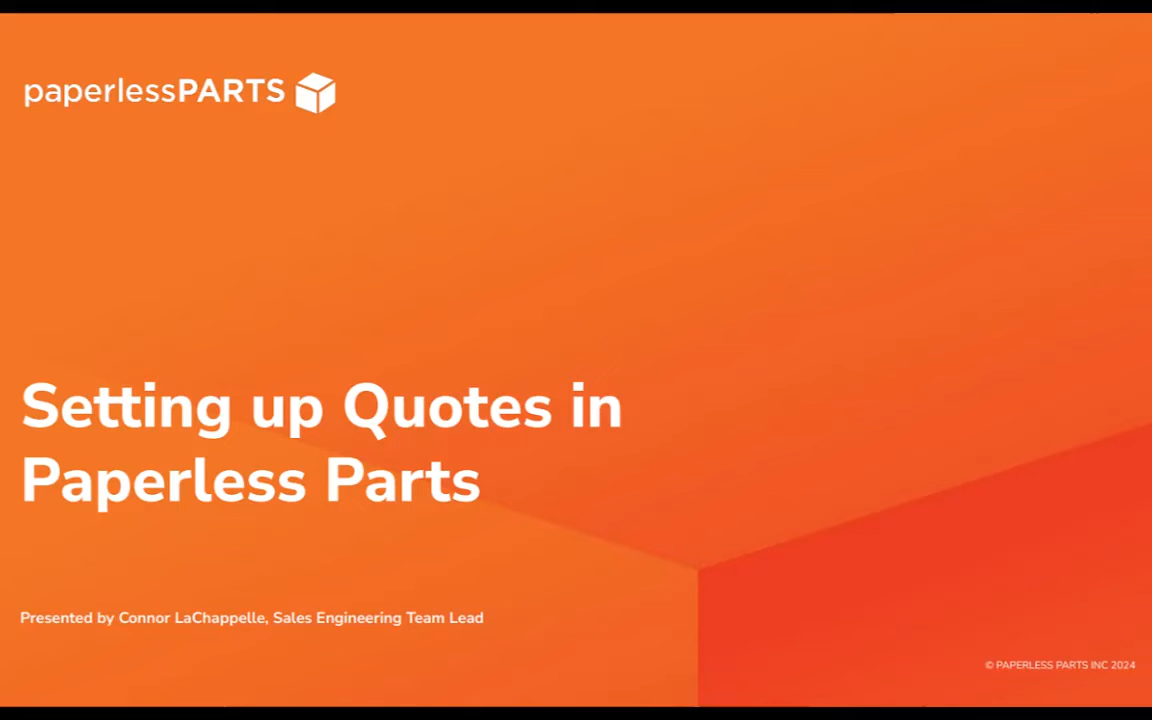 paperlessPARTS
Setting up Quotes in
Paperless Parts
Presented by Connor LaChappelle, Sales Engineering Team Lead
© PAPERLESS PARTS INC 2024